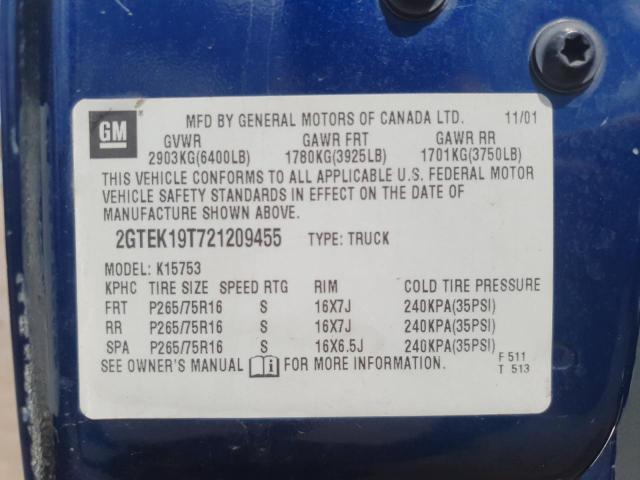 GM
MFD BY GENERAL MOTORS OF CANADA LTD. 11/01
GVWR GAWR FRT GAWR RR
2903KG(6400LB) 1780KG(3925LB) 1701KG(3750LB)
THIS VEHICLE CONFORMS TO ALL APPLICABLE U.S. FEDERAL MOTOR
VEHICLE SAFETY STANDARDS IN EFFECT ON THE DATE OF
MANUFACTURE SHOWN ABOVE.
2GTEK19T721209455 TYPE: TRUCK
MODEL: K15753
KPHC TIRE SIZE SPEED RTG RIM COLD TIRE PRESSURE
FRT P265/75R16 S 16X7J 240KPA(35PSI)
RR P265/75R16 S 16X7J 240KPA(35PSI)
SPA P265/75R16 S 16X6.5J 240KPA(35PSI)
SEE OWNER'S MANUAL FOR MORE INFORMATION.
F 511
T 513